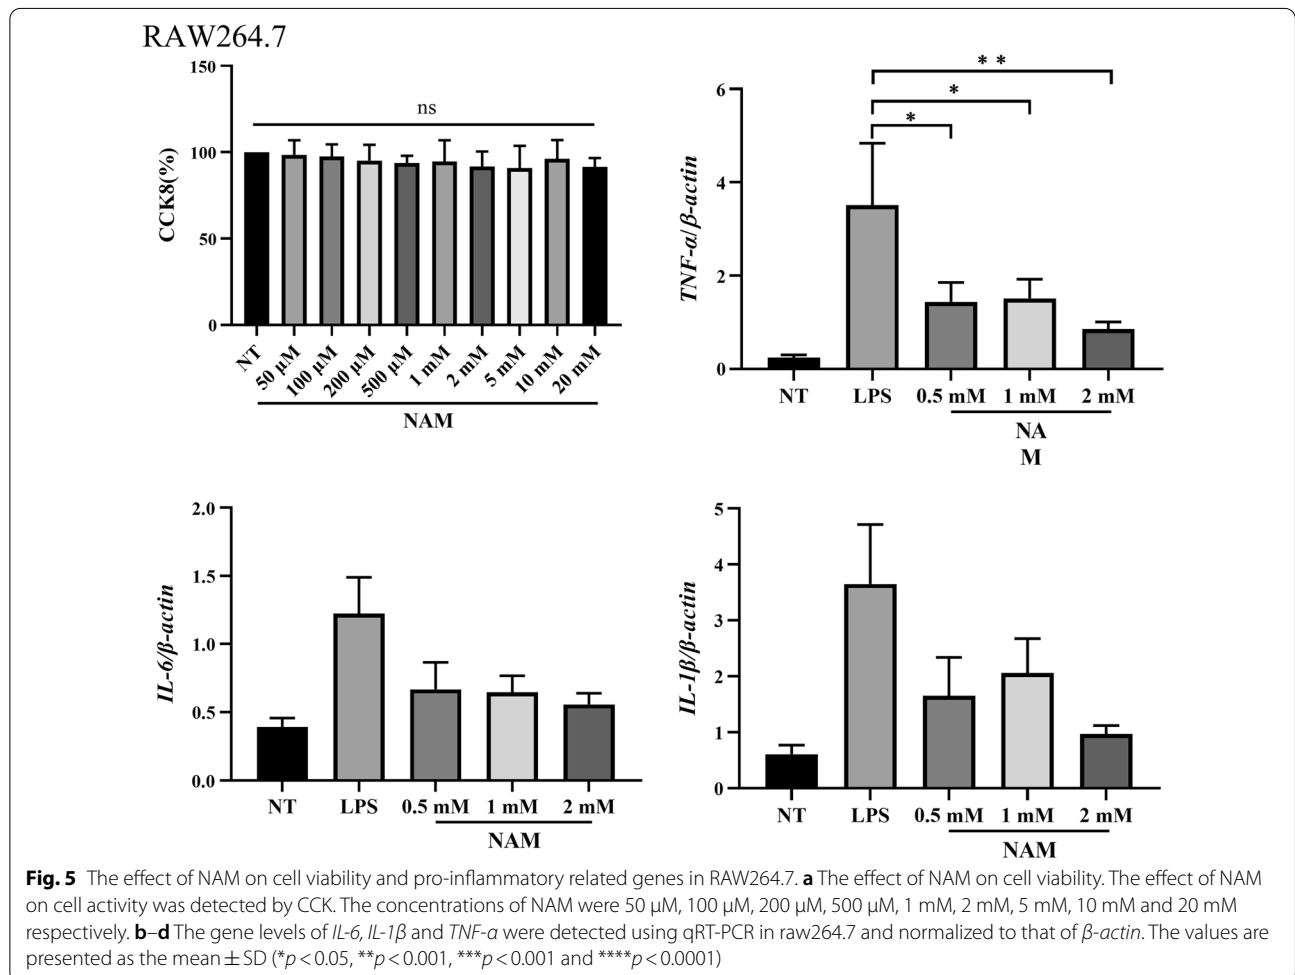 RAW264.7
CCK8(%)
150
100
50
0
ns
NT
50 μM
100 μM
200 μM
500 μM
1 mM
2 mM
5 mM
10 mM
20 mM
NAM
TNF-α/β-actin
6
4
2
0
* *
*
*
NT LPS 0.5 mM 1 mM 2 mM
NA
M
IL-6/β-actin
2.0
1.5
1.0
0.5
0.0
NT LPS 0.5 mM 1 mM 2 mM
NAM
IL-1β/β-actin
5
4
3
2
1
0
NT LPS 0.5 mM 1 mM 2 mM
NAM
Fig. 5 The effect of NAM on cell viability and pro-inflammatory related genes in RAW264.7. a The effect of NAM on cell viability. The effect of NAM
on cell activity was detected by CCK. The concentrations of NAM were 50 μM, 100 μM, 200 μM, 500 μM, 1 mM, 2 mM, 5 mM, 10 mM and 20 mM
respectively. b–d The gene levels of IL-6, IL-1β and TNF-α were detected using qRT-PCR in raw264.7 and normalized to that of β-actin. The values are
presented as the mean ± SD (*p < 0.05, **p < 0.001, ***p < 0.001 and ****p < 0.0001)